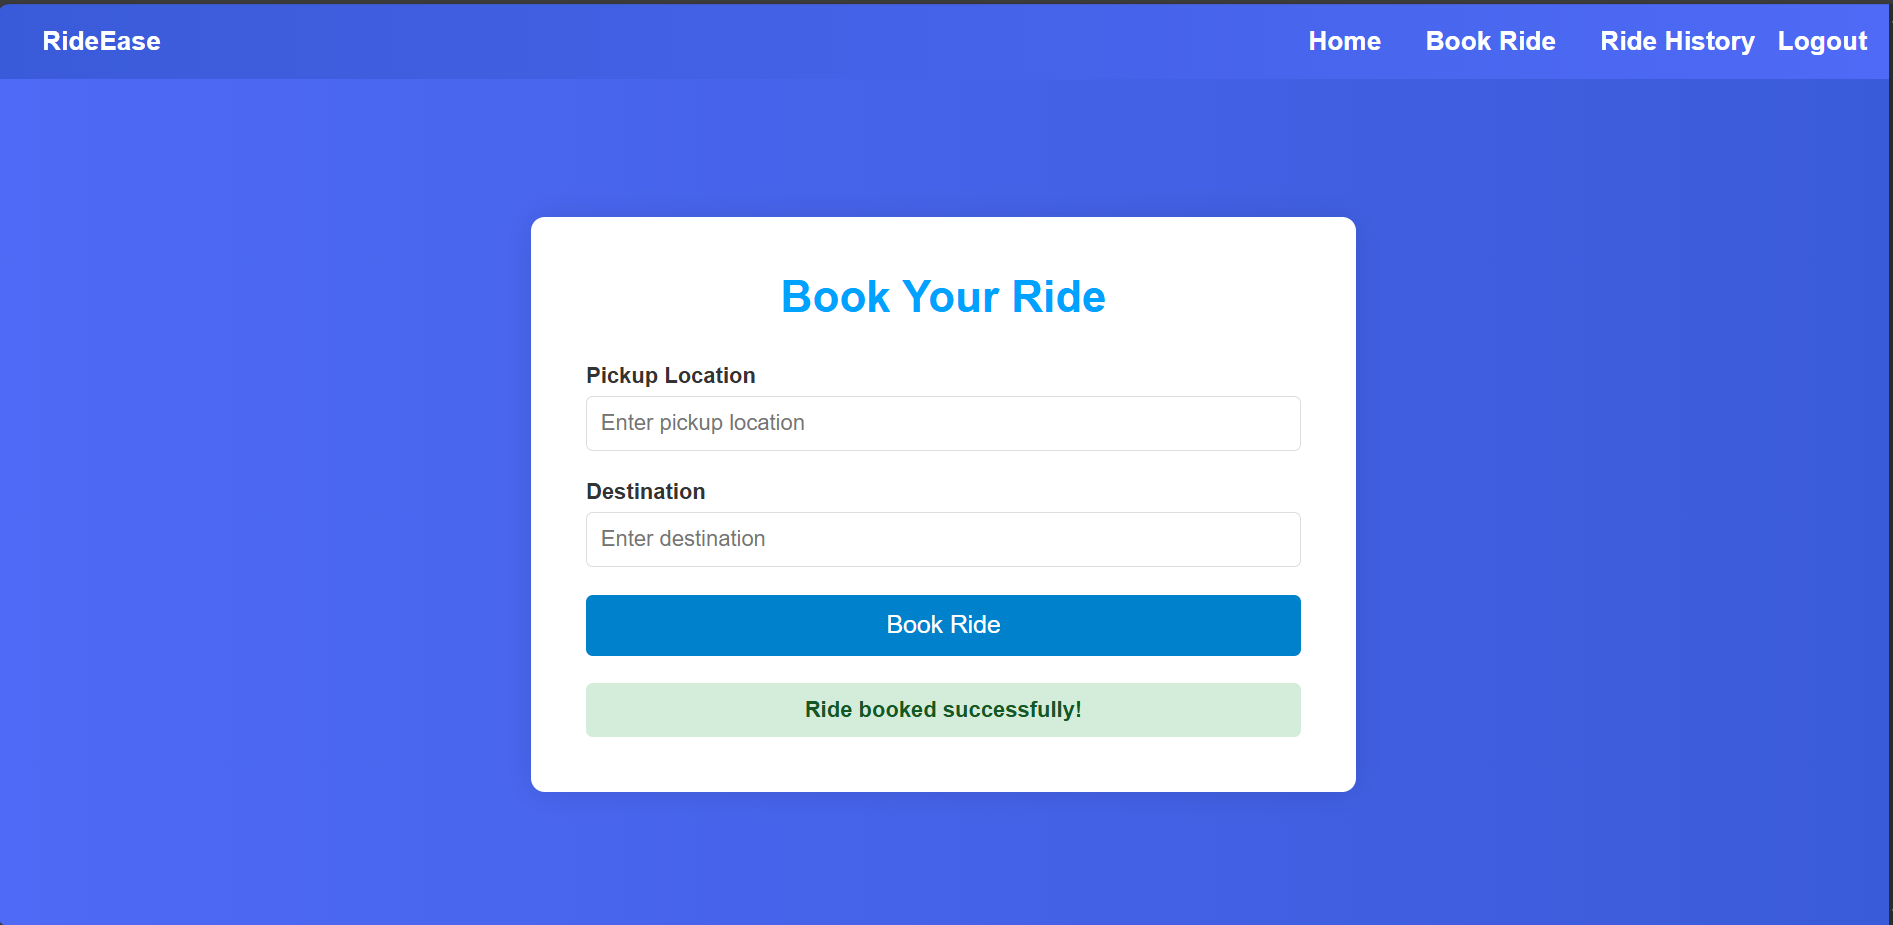 RideEase Home Book Ride Ride History Logout
Book Your Ride
Pickup Location
Enter pickup location
Destination
Enter destination
Book Ride
Ride booked successfully!